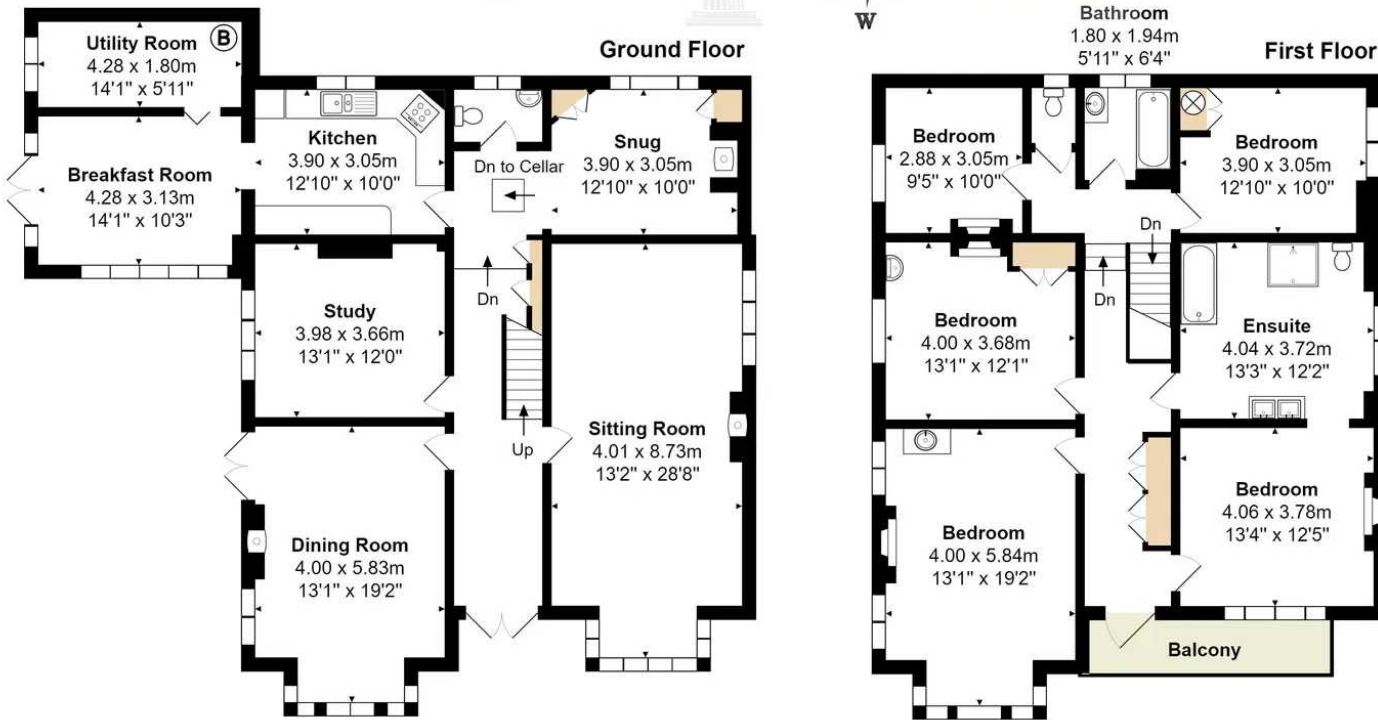 Ground Floor
Utility Room
4.28 x 1.80m
14'1" x 5'11"
B
Breakfast Room
4.28 x 3.13m
14'1" x 10'3"
Kitchen
3.90 x 3.05m
12'10" x 10'0"
Dn to Cellar
Snug
3.90 x 3.05m
12'10" x 10'0"
Dn
Study
3.98 x 3.66m
13'1" x 12'0"
Up
Sitting Room
4.01 x 8.73m
13'2" x 28'8"
Dining Room
4.00 x 5.83m
13'1" x 19'2"
W
First Floor
Bathroom
1.80 x 1.94m
5'11" x 6'4"
Bedroom
2.88 x 3.05m
9'5" x 10'0"
Bedroom
3.90 x 3.05m
12'10" x 10'0"
Dn
Dn
Bedroom
4.00 x 3.68m
13'1" x 12'1"
Ensuite
4.04 x 3.72m
13'3" x 12'2"
Bedroom
4.00 x 5.84m
13'1" x 19'2"
Bedroom
4.06 x 3.78m
13'4" x 12'5"
Balcony